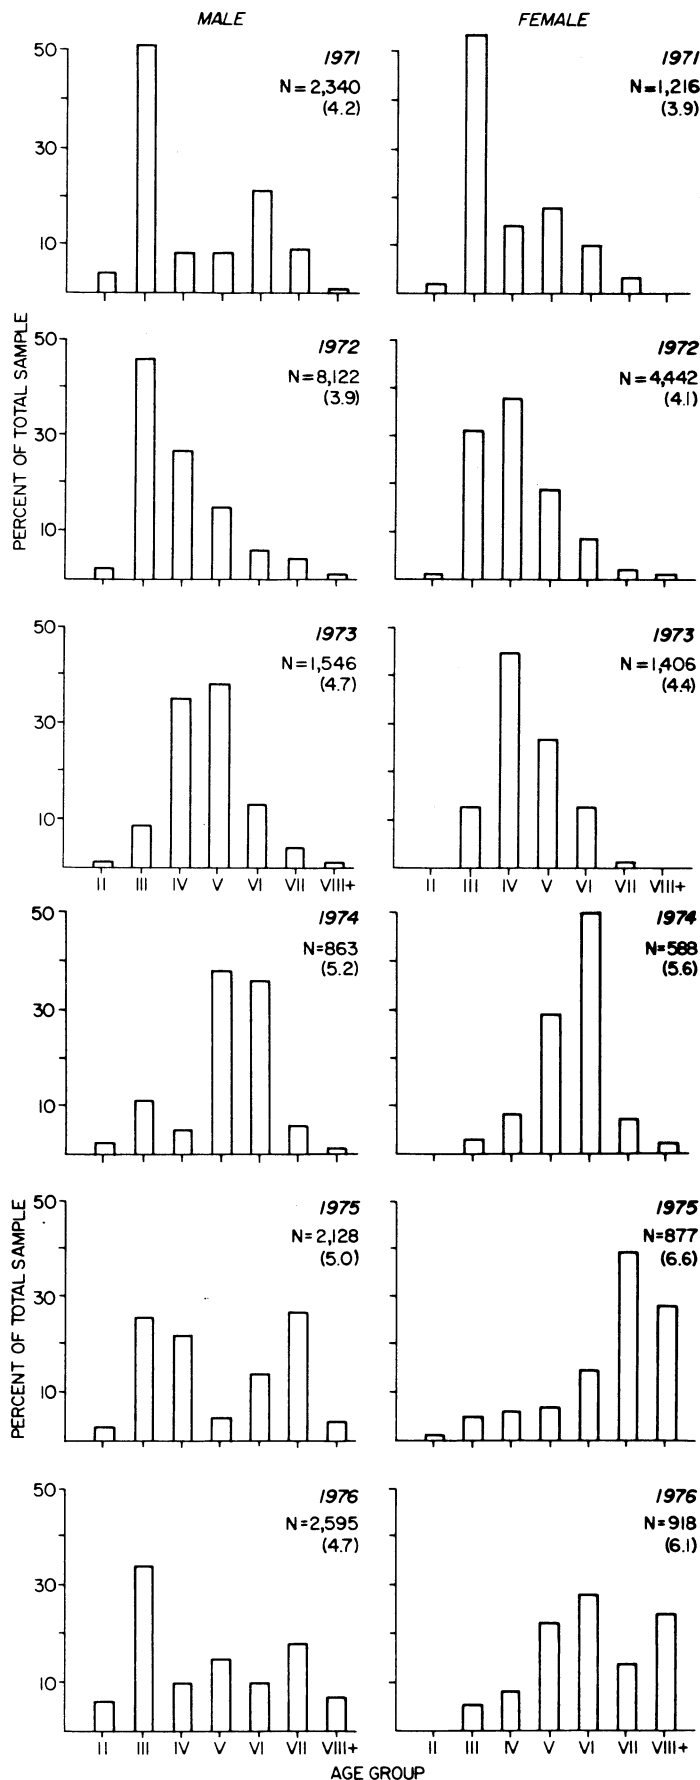 MALE FEMALE
50 1971 1971
N=2,340 N=1,216
(4.2) (3.9)
30
10
PERCENT OF TOTAL SAMPLE
50 1972 1972
N=8,122 N=4,442
(3.9) (4.1)
30
10
50 1973 1973
N=1,546 N=1,406
(4.7) (4.4)
30
10
II III IV V VI VII VIII+ II III IV V VI VII VIII+
50 1974 1974
N=863 N=588
(5.2) (5.6)
30
10
PERCENT OF TOTAL SAMPLE
50 1975 1975
N=2,128 N=877
(5.0) (6.6)
30
10
50 1976 1976
N=2,595 N=918
(4.7) (6.1)
30
10
II III IV V VI VII VIII+ II III IV V VI VII VIII+
AGE GROUP